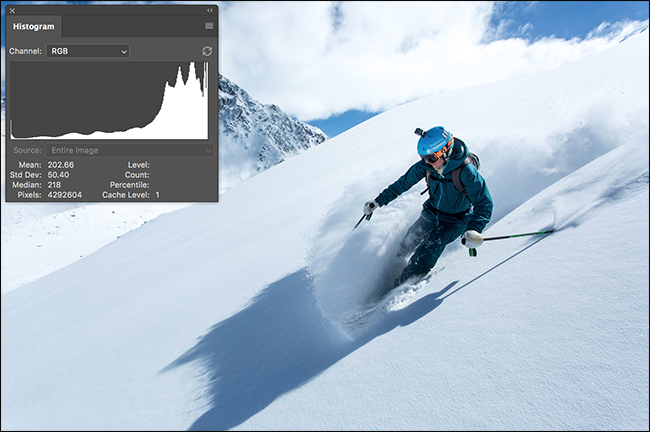 Histogram
Channel: RGB
Source: Entire Image
Mean: 202.66 Level:
Std Dev: 50.40 Count:
Median: 218 Percentile:
Pixels: 4292604 Cache Level: 1